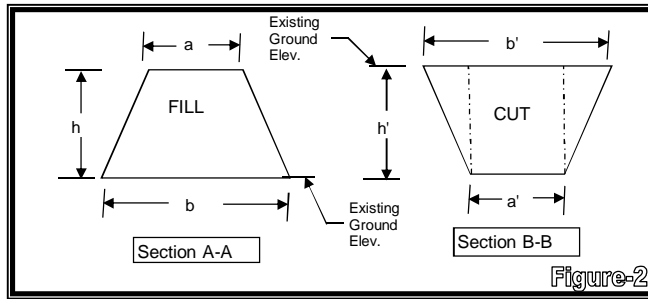 a
FILL
h
b
Section A-A
Existing
Ground
Elev.
Existing
Ground
Elev.
b'
CUT
h'
a'
Section B-B
Figure-2